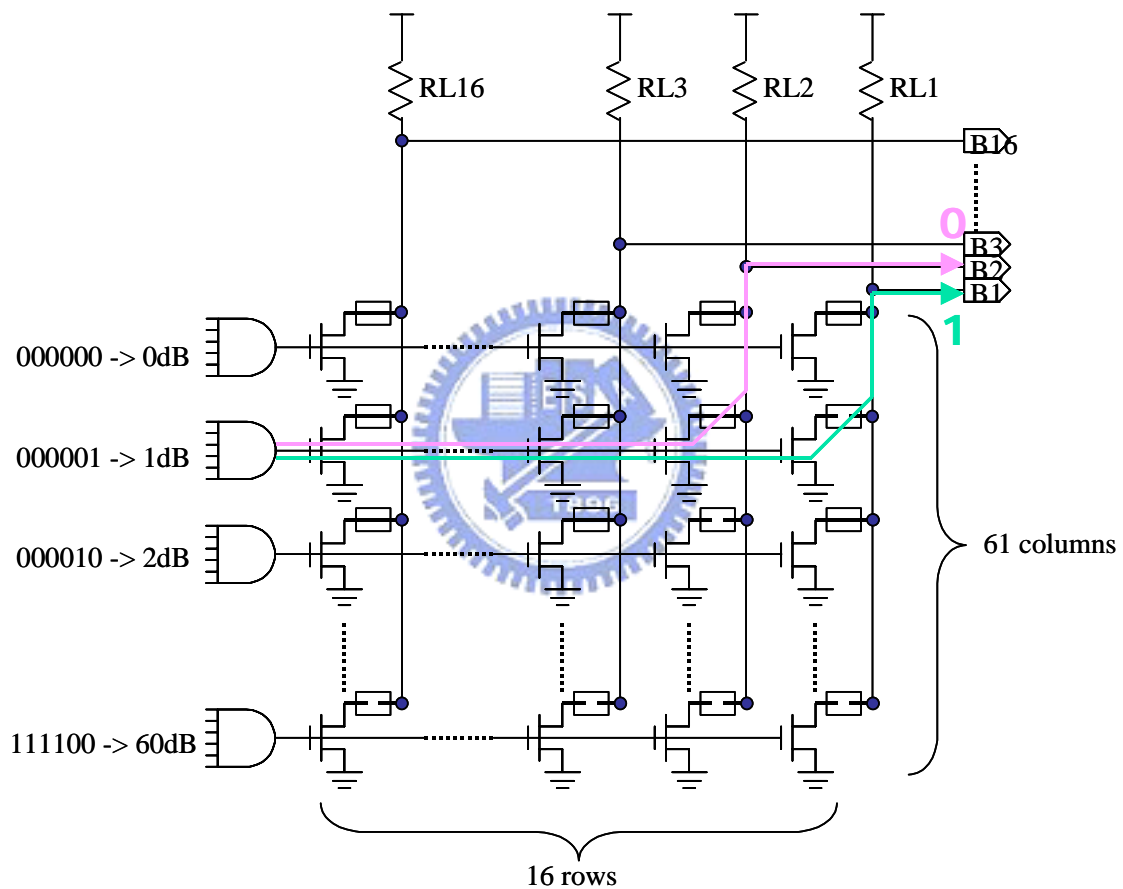 RL16
RL3
RL2
RL1
B16
0
B3
B2
B1
1
000000 -> 0dB
000001 -> 1dB
1896
000010 -> 2dB
61 columns
111100 -> 60dB
16 rows